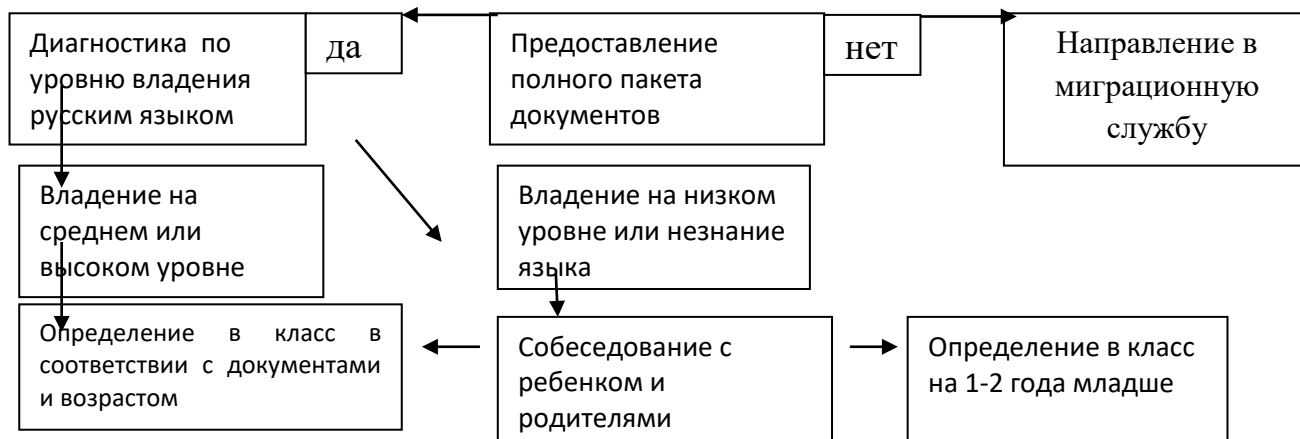 Диагностика по
уровню владения
русским языком
да
Предоставление
полного пакета
документов
нет
Направление в
миграционную
службу
Владение на
среднем или
высоком уровне
Владение на низком
уровне или незнание
языка
Определение в класс в
соответствии с документами
и возрастом
Собеседование с
ребенком и
родителями
Определение в класс
на 1-2 года младше